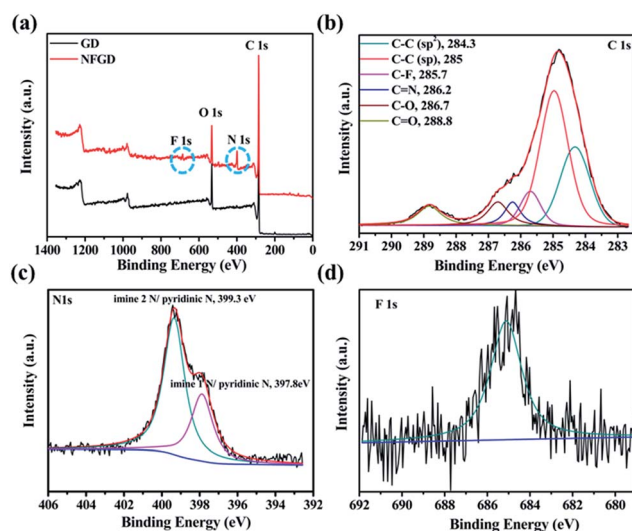 (a)
GD
NFGD
C 1s
O 1s
F 1s
N 1s
Intensity (a.u.)
1400 1200 1000 800 600 400 200 0
Binding Energy (eV)
(b)
C 1s
C-C (sp²), 284.3
C-C (sp), 285
C-F, 285.7
C=N, 286.2
C-O, 286.7
C=O, 288.8
Intensity (a.u.)
291 290 289 288 287 286 285 284 283
Binding Energy (eV)
(c)
N1s
imine 2 N/ pyridinic N, 399.3 eV
imine 1 N/ pyridinic N, 397.8eV
Intensity (a.u.)
406 404 402 400 398 396 394 392
Binding Energy (eV)
(d)
F 1s
Intensity (a.u.)
692 690 688 686 684 682 680
Binding Energy (eV)